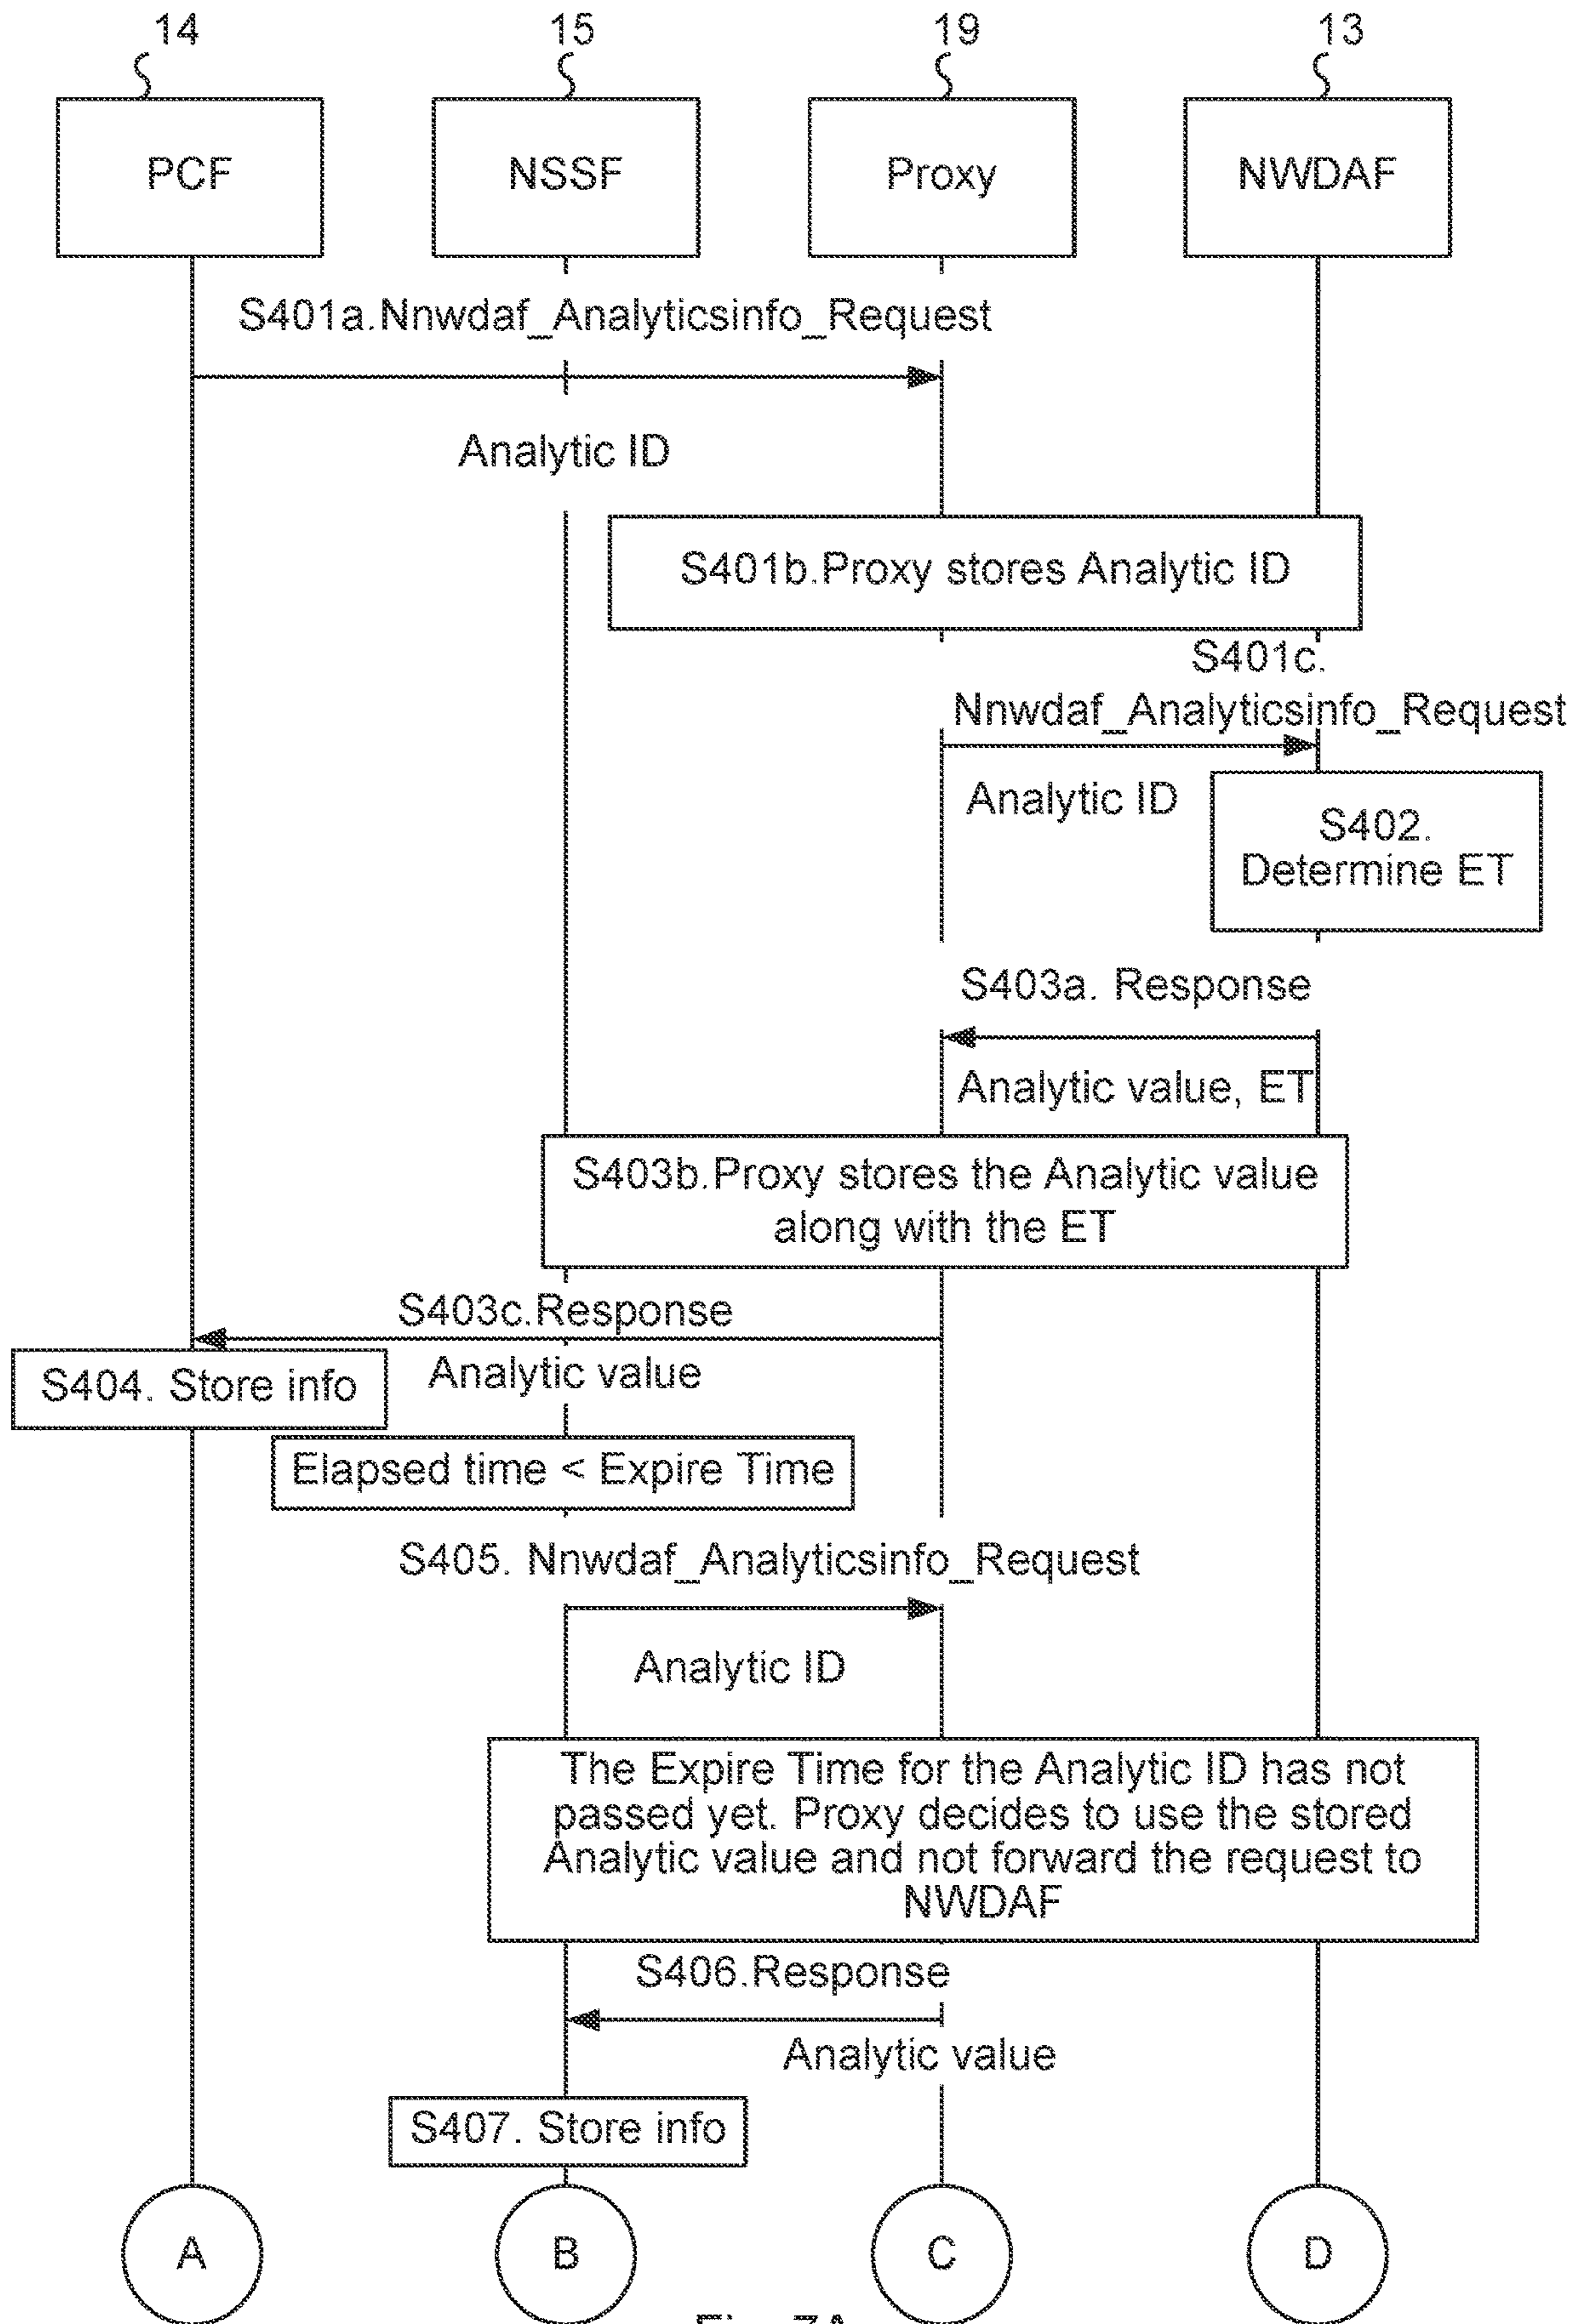 14
15
19
13
PCF
NSSF
Proxy
NWDAF
S401a.Nnwdaf_Analyticsinfo_Request
Analytic ID
S401b.Proxy stores Analytic ID
S401c.
Nnwdaf_Analyticsinfo_Request
Analytic ID
S402.
Determine ET
S403a. Response
Analytic value, ET
S403b.Proxy stores the Analytic value
along with the ET
S403c.Response
Analytic value
S404. Store info
Elapsed time < Expire Time
S405. Nnwdaf_Analyticsinfo_Request
Analytic ID
The Expire Time for the Analytic ID has not
passed yet. Proxy decides to use the stored
Analytic value and not forward the request to
NWDAF
S406.Response
Analytic value
S407. Store info
A
B
C
D
Fig. 7A